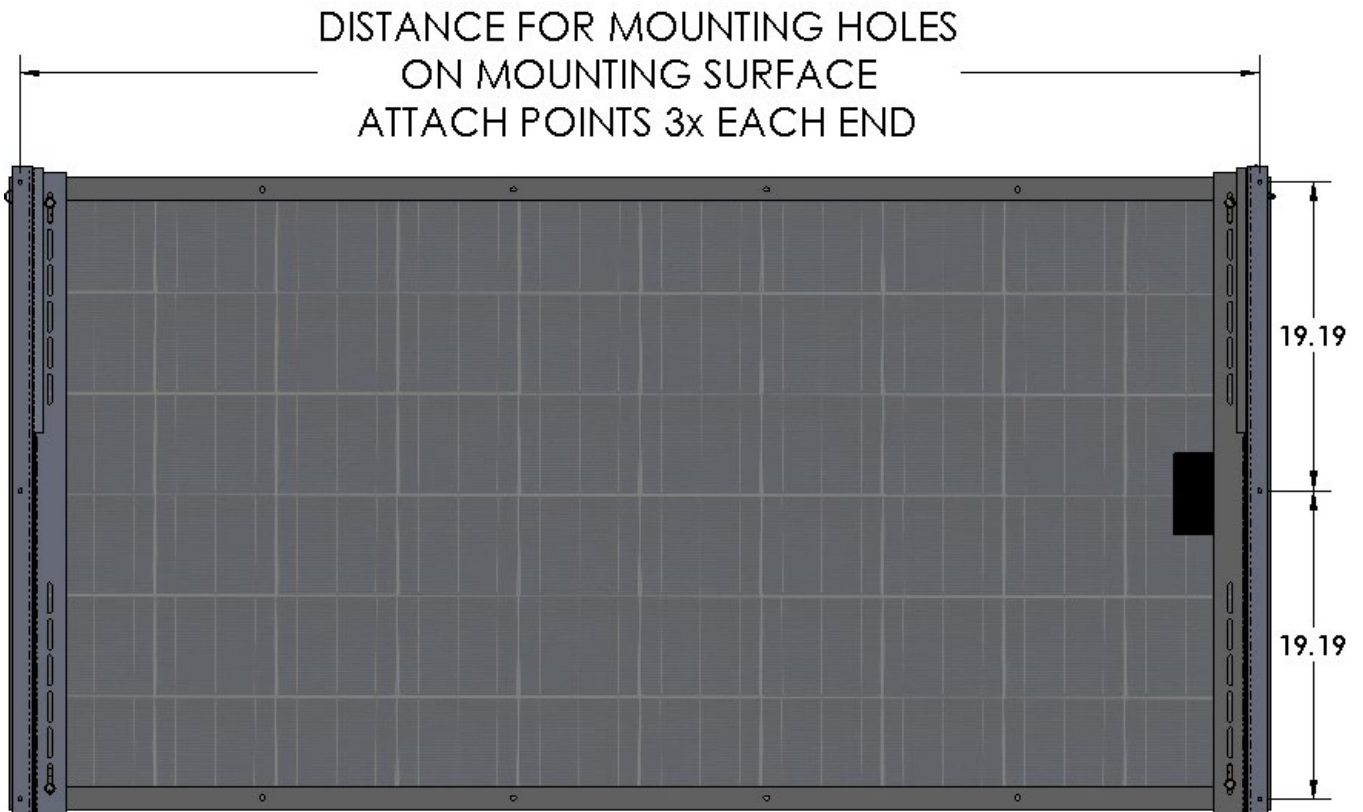 DISTANCE FOR MOUNTING HOLES
ON MOUNTING SURFACE
ATTACH POINTS 3x EACH END
19.19
19.19